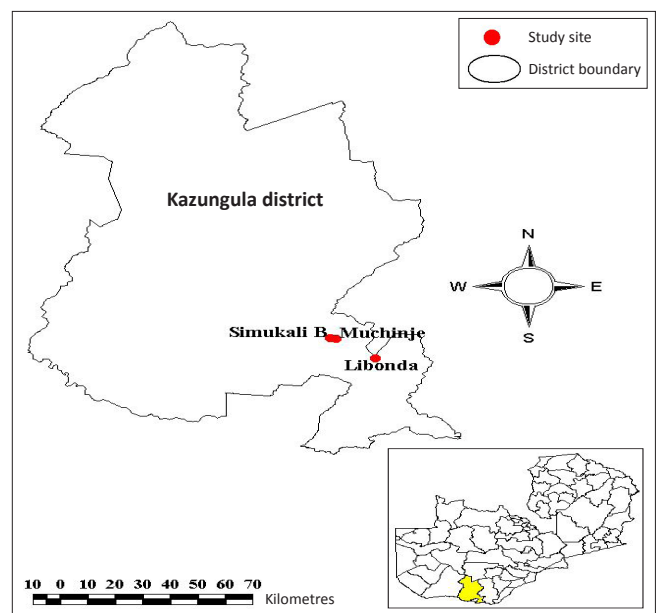 Study site
District boundary
Kazungula district
N
W E
S
Simukali B Muchinje
Libonda
10 0 10 20 30 40 50 60 70 Kilometres